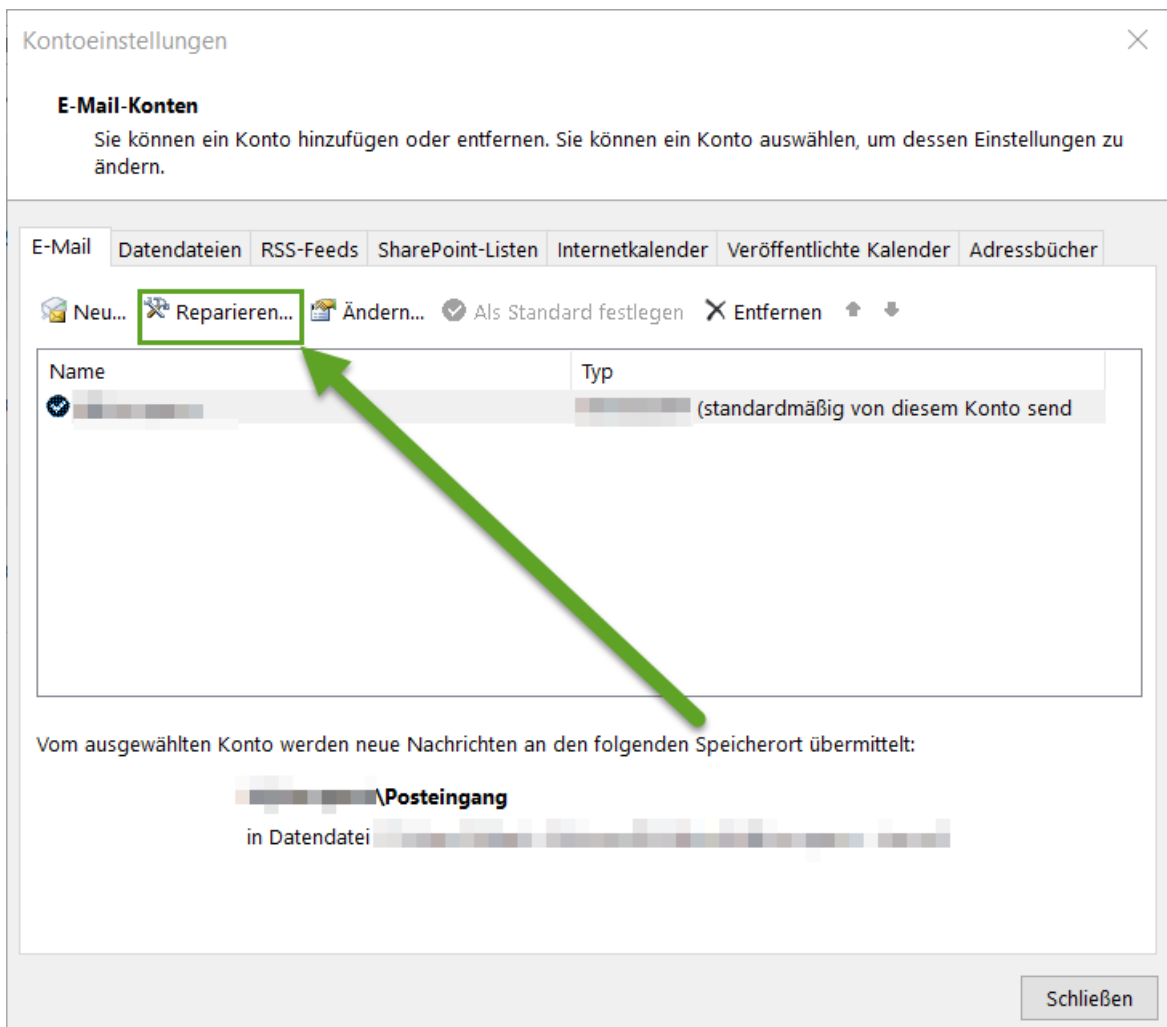 Kontoeinstellungen
E-Mail-Konten
Sie können ein Konto hinzufügen oder entfernen. Sie können ein Konto auswählen, um dessen Einstellungen zu
ändern.
E-Mail Datendateien RSS-Feeds SharePoint-Listen Internetkalender Veröffentlichte Kalender Adressbücher
Neu... Reparieren... Ändern... Als Standard festlegen Entfernen
Name Typ
(standardmäßig von diesem Konto send
Vom ausgewählten Konto werden neue Nachrichten an den folgenden Speicherort übermittelt:
\Posteingang
in Datendatei
Schließen